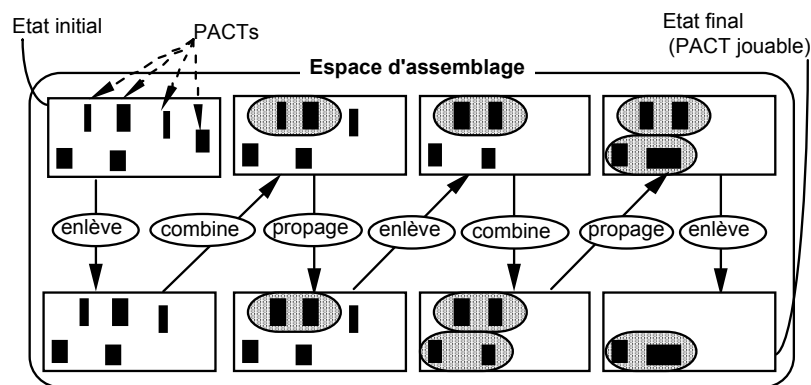 Etat initial
PACTs
Etat final
(PACT jouable)
Espace d'assemblage
enlève
combine
propage
enlève
combine
propage
enlève